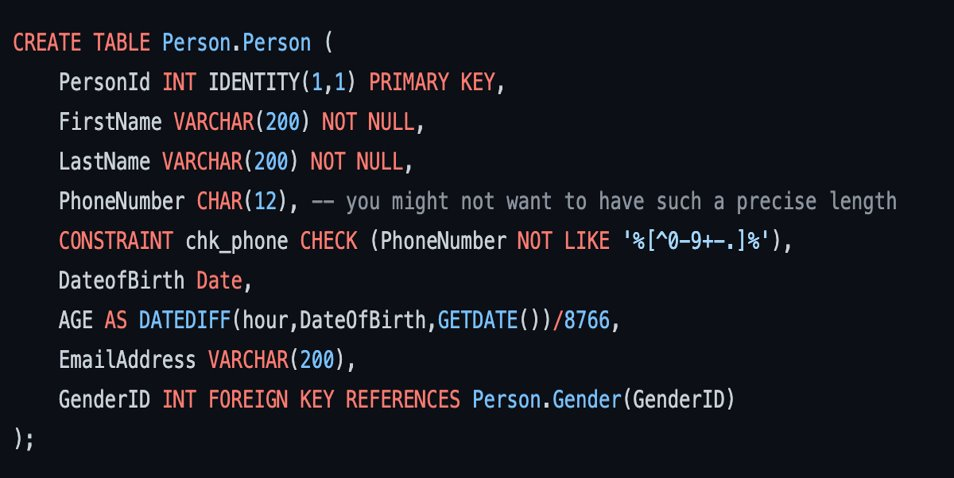 CREATE TABLE Person.Person (
    PersonId INT IDENTITY(1,1) PRIMARY KEY,
    FirstName VARCHAR(200) NOT NULL,
    LastName VARCHAR(200) NOT NULL,
    PhoneNumber CHAR(12), -- you might not want to have such a precise length
    CONSTRAINT chk_phone CHECK (PhoneNumber NOT LIKE '%[^0-9+-.]%'),
    DateofBirth Date,
    AGE AS DATEDIFF(hour,DateOfBirth,GETDATE())/8766,
    EmailAddress VARCHAR(200),
    GenderID INT FOREIGN KEY REFERENCES Person.Gender(GenderID)
);